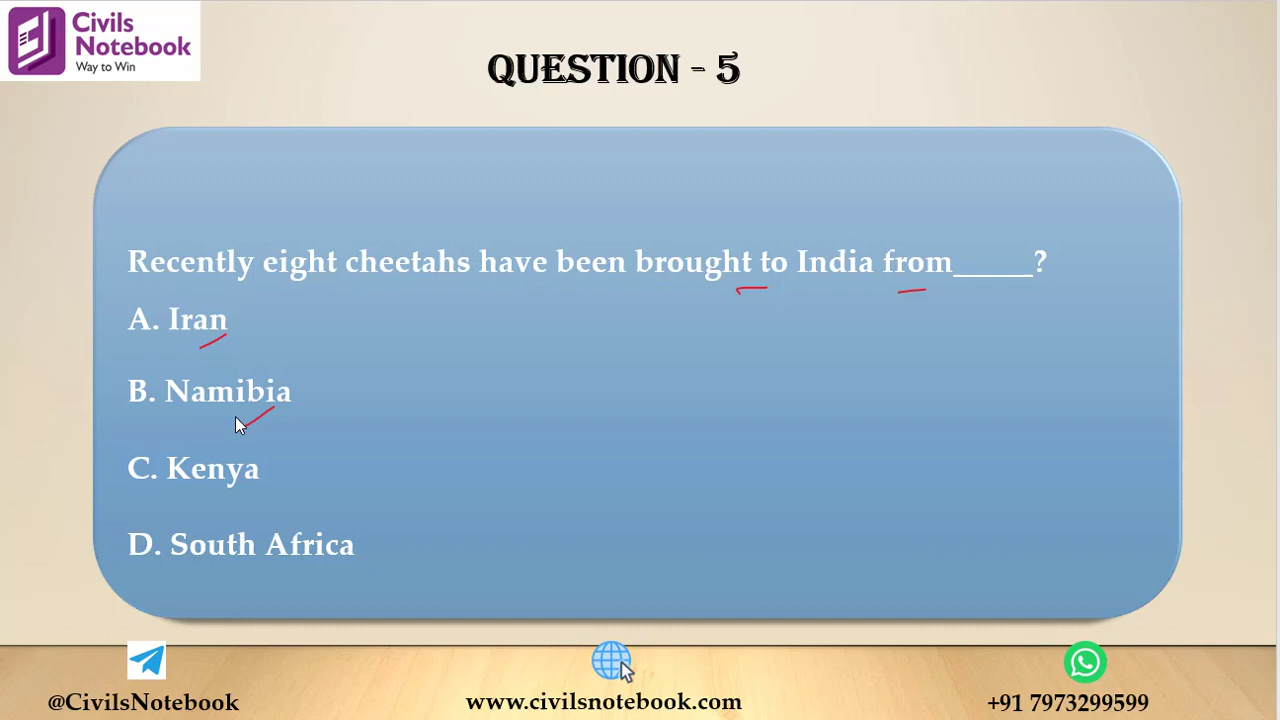 Civils
Notebook
Way to Win
QUESTION - 5
Recently eight cheetahs have been brought to India from_____?
A. Iran
B. Namibia
C. Kenya
D. South Africa
@CivilsNotebook
www.civilsnotebook.com
+91 7973299599